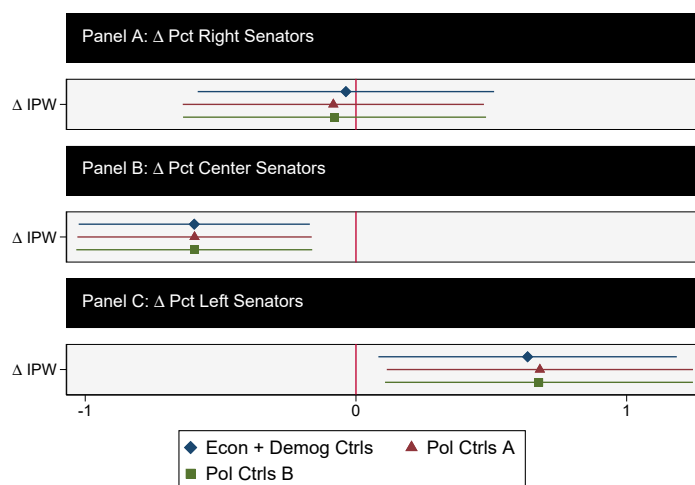 Panel A: Δ Pct Right Senators
Δ IPW
Panel B: Δ Pct Center Senators
Δ IPW
Panel C: Δ Pct Left Senators
Δ IPW
-1 0 1
Econ + Demog Ctrls Pol Ctrls A
Pol Ctrls B